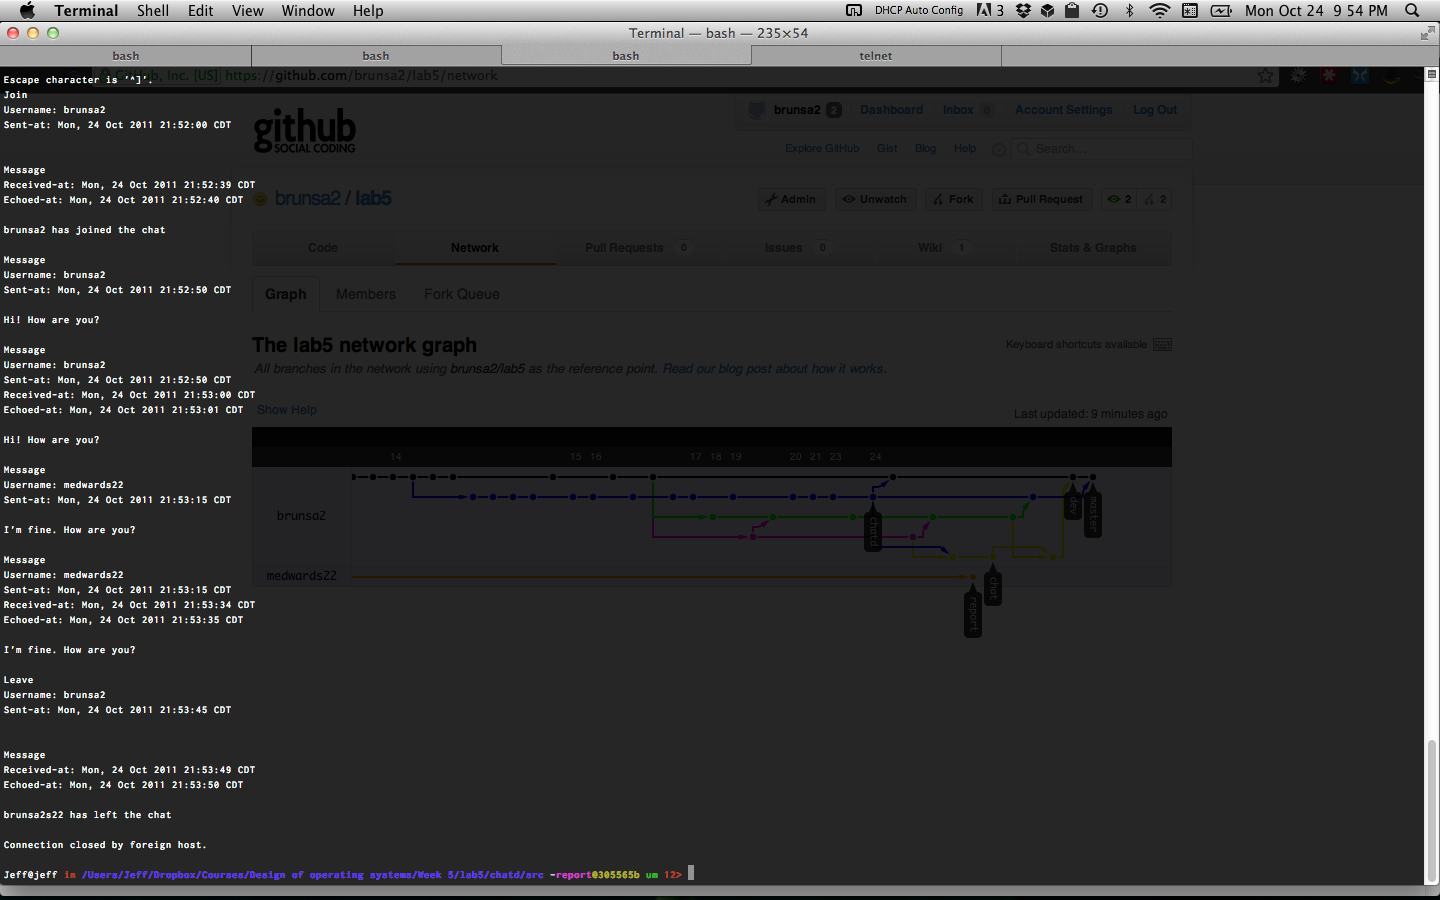 Terminal Shell Edit View Window Help DHCP Auto Config 3 Mon Oct 24 9 54 PM
Terminal — bash — 235×54
bash bash bash telnet
Escape character is '^]'.
GitHub, Inc. [US] https://github.com/brunsa2/lab5/network
Join
Username: brunsa2
Sent-at: Mon, 24 Oct 2011 21:52:00 CDT
Message
Received-at: Mon, 24 Oct 2011 21:52:39 CDT
Echoed-at: Mon, 24 Oct 2011 21:52:40 CDT
brunsa2 has joined the chat
Message
Username: brunsa2
Sent-at: Mon, 24 Oct 2011 21:52:50 CDT
Hi! How are you?
Message
Username: brunsa2
Sent-at: Mon, 24 Oct 2011 21:52:50 CDT
Received-at: Mon, 24 Oct 2011 21:53:00 CDT
Echoed-at: Mon, 24 Oct 2011 21:53:01 CDT
Hi! How are you?
Message
Username: medwards22
Sent-at: Mon, 24 Oct 2011 21:53:15 CDT
I'm fine. How are you?
Message
Username: medwards22
Sent-at: Mon, 24 Oct 2011 21:53:15 CDT
Received-at: Mon, 24 Oct 2011 21:53:34 CDT
Echoed-at: Mon, 24 Oct 2011 21:53:35 CDT
I'm fine. How are you?
Leave
Username: brunsa2
Sent-at: Mon, 24 Oct 2011 21:53:45 CDT
Message
Received-at: Mon, 24 Oct 2011 21:53:49 CDT
Echoed-at: Mon, 24 Oct 2011 21:53:50 CDT
brunsa2s22 has left the chat
Connection closed by foreign host.
Jeff@jeff in /Users/Jeff/Dropbox/Courses/Design of operating systems/Week 5/lab5/chatd/src -report@0305565b um 12>
brunsa2 2 Dashboard Inbox 0 Account Settings Log Out
github
SOCIAL CODING
Explore GitHub Gist Blog Help Search...
brunsa2 / lab5
Admin Unwatch Fork Pull Request 2 2
Code Network Pull Requests 0 Issues 0 Wiki 1 Stats & Graphs
Graph Members Fork Queue
The lab5 network graph
Keyboard shortcuts available
All branches in the network using brunsa2/lab5 as the reference point. Read our blog post about how it works.
Show Help
Last updated: 9 minutes ago
14 15 16 17 18 19 20 21 23 24
brunsa2
medwards22
chatd
dev
master
chat
report